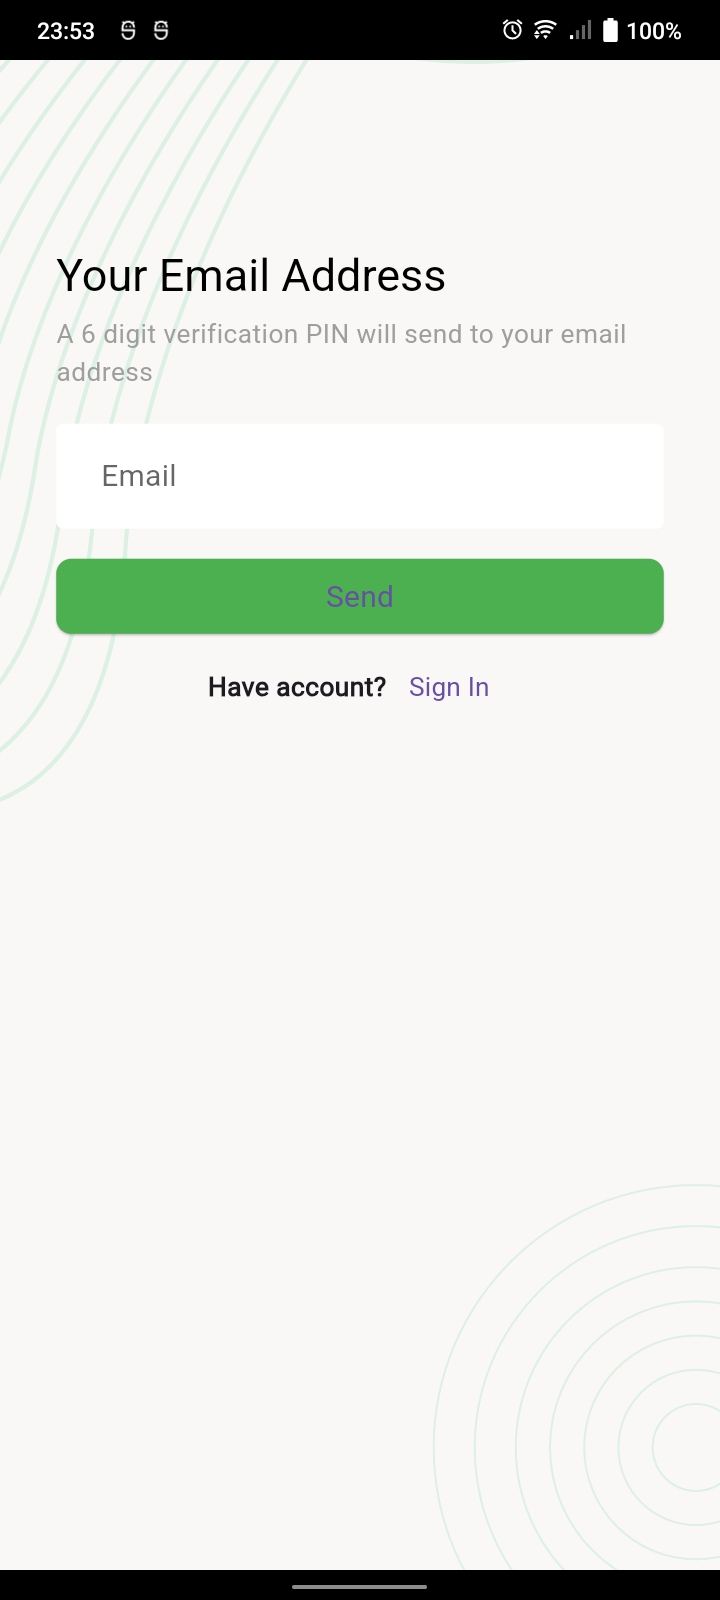 23:53 100%
Your Email Address
A 6 digit verification PIN will send to your email
address
Email
Send
Have account? Sign In